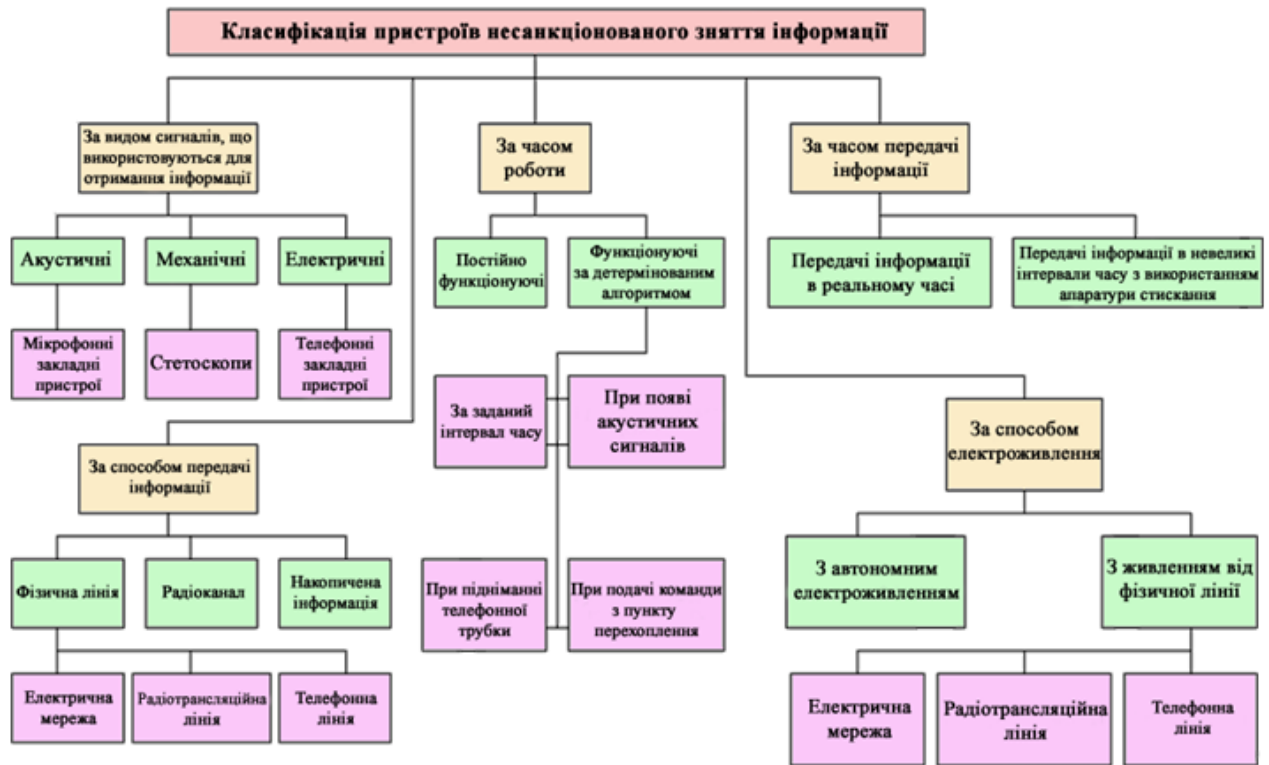 Класифікація пристроїв несанкціонованого зняття інформації
За видом сигналів, що
використовуються для
отримання інформації
За часом
роботи
За часом передачі
інформації
Акустичні
Механічні
Електричні
Постійно
функціонуючі
Функціонуючі
за детермінованим
алгоритмом
Передачі інформації
в реальному часі
Передачі інформації в невеликі
інтервали часу з використанням
апаратури стискання
Мікрофонні
закладні
пристрої
Стетоскопи
Телефонні
закладні
пристрої
За заданий
інтервал часу
При появі
акустичних
сигналів
За способом
електроживлення
За способом передачі
інформації
Фізична лінія
Радіоканал
Накопичена
інформація
При підніманні
телефонної
трубки
При подачі команди
з пункту
перехоплення
З автономним
електроживленням
З живленням від
фізичної лінії
Електрична
мережа
Радіотрансляційна
лінія
Телефонна
лінія
Електрична
мережа
Радіотрансляційна
лінія
Телефонна
лінія